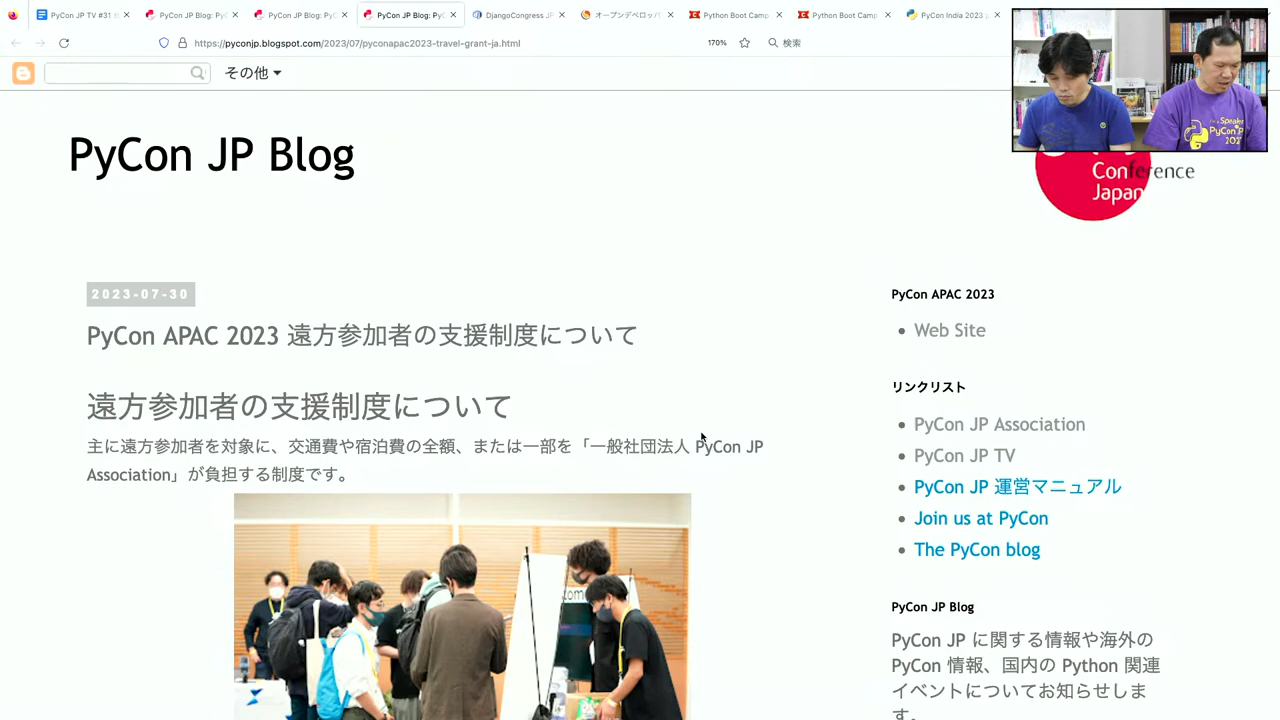 PyCon JP TV #31
PyCon JP Blog: Py
PyCon JP Blog: Py
PyCon JP Blog: Py
DjangoCongress JP
オープンデベロッパ
Python Boot Camp
Python Boot Camp
PyCon India 2023
https://pyconjp.blogspot.com/2023/07/pyconapac2023-travel-grant-ja.html
170%
検索
その他
PyCon JP Blog
Conference
Japan
2023-07-30
PyCon APAC 2023 遠方参加者の支援制度について
遠方参加者の支援制度について
主に遠方参加者を対象に、交通費や宿泊費の全額、または一部を「一般社団法人 PyCon JP
Association」が負担する制度です。
PyCon APAC 2023
Web Site
リンクリスト
PyCon JP Association
PyCon JP TV
PyCon JP 運営マニュアル
Join us at PyCon
The PyCon blog
PyCon JP Blog
PyCon JP に関する情報や海外の
PyCon 情報、国内の Python 関連
イベントについてお知らせしま
す。